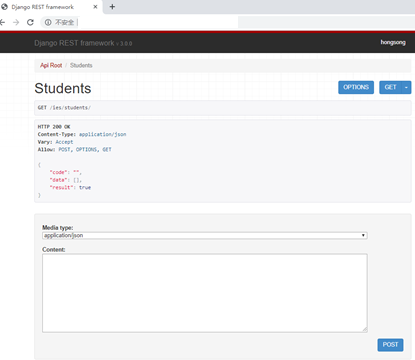 Django REST framework
不安全
Django REST framework v 3.9.0
hongsong
Api Root / Students
Students
OPTIONS
GET
GET /ies/students/
HTTP 200 OK
Content-Type: application/json
Vary: Accept
Allow: POST, OPTIONS, GET
{
"code": "",
"data": [],
"result": true
}
Media type:
application/json
Content:
POST